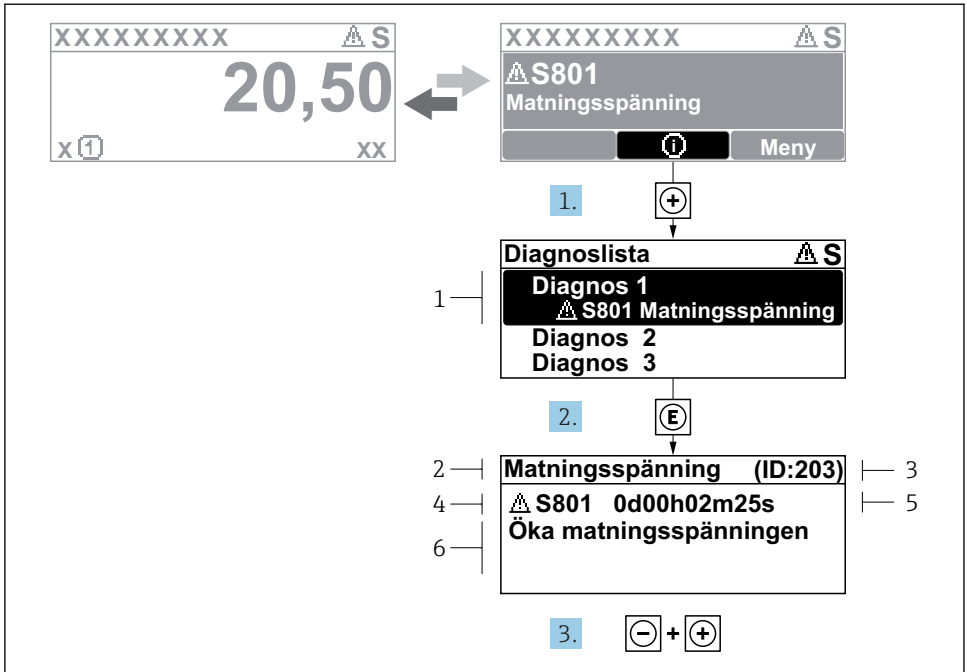 XXXXXXXXX ⚠ S
20,50
x ① xx
XXXXXXXXX ⚠ S
⚠ S801
Matningsspänning
ⓘ Meny
1. ⊕
Diagnoslista ⚠ S
1
Diagnos 1
⚠ S801 Matningsspänning
Diagnos 2
Diagnos 3
2. Ⓔ
2 Matningsspänning (ID:203) 3
4 ⚠ S801 0d00h02m25s 5
6 Öka matningsspänningen
3. ⊖ + ⊕